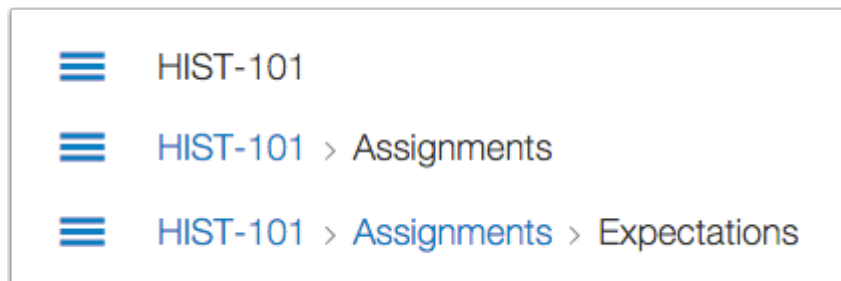 HIST-101
HIST-101 > Assignments
HIST-101 > Assignments > Expectations